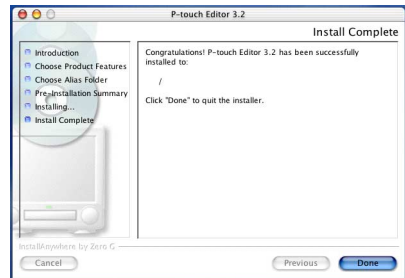 P-touch Editor 3.2
Install Complete
Introduction
Choose Product Features
Choose Alias Folder
Pre-Installation Summary
Installing...
Install Complete
Congratulations! P-touch Editor 3.2 has been successfully
installed to:
/
Click "Done" to quit the installer.
InstallAnywhere by Zero G
Cancel
Previous
Done